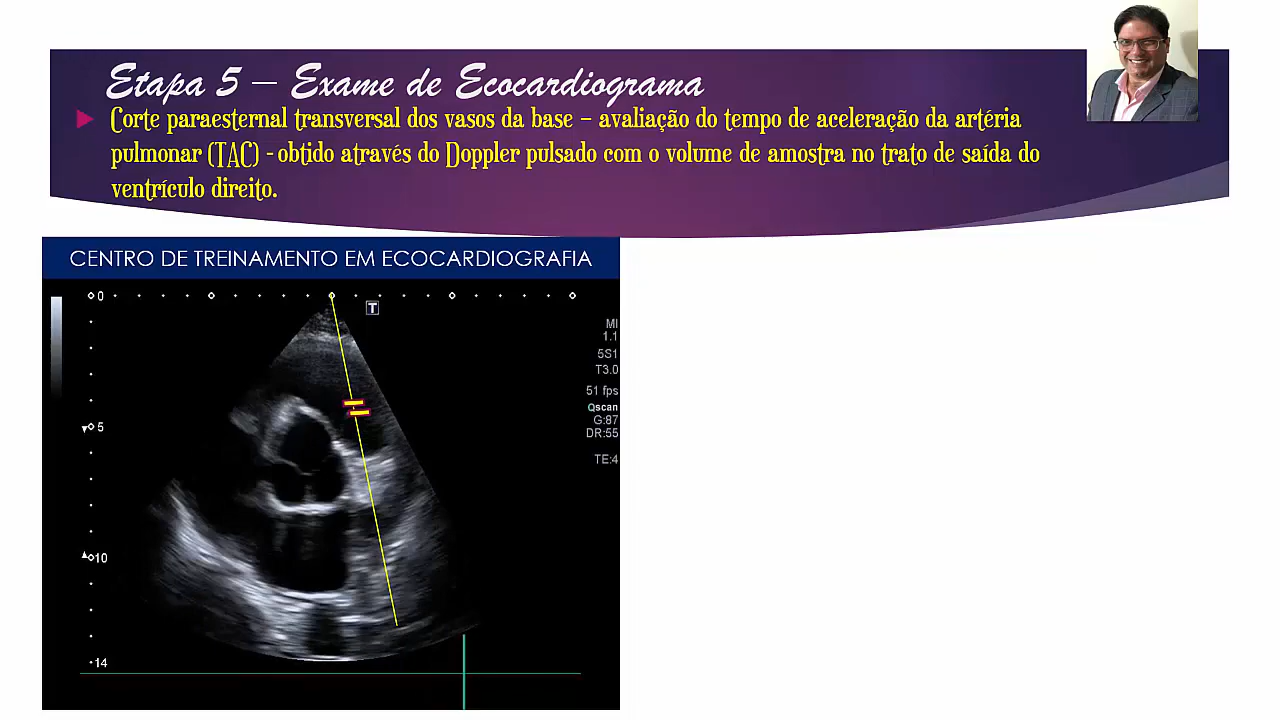 Etapa 5 – Exame de Ecocardiograma
Corte paraesternal transversal dos vasos da base – avaliação do tempo de aceleração da artéria
pulmonar (TAC) - obtido através do Doppler pulsado com o volume de amostra no trato de saída do
ventrículo direito.
CENTRO DE TREINAMENTO EM ECOCARDIOGRAFIA
0
T
MI
1.1
5S1
T3.0
51 fps
Qscan
G:87
DR:55
TE:4
5
10
14